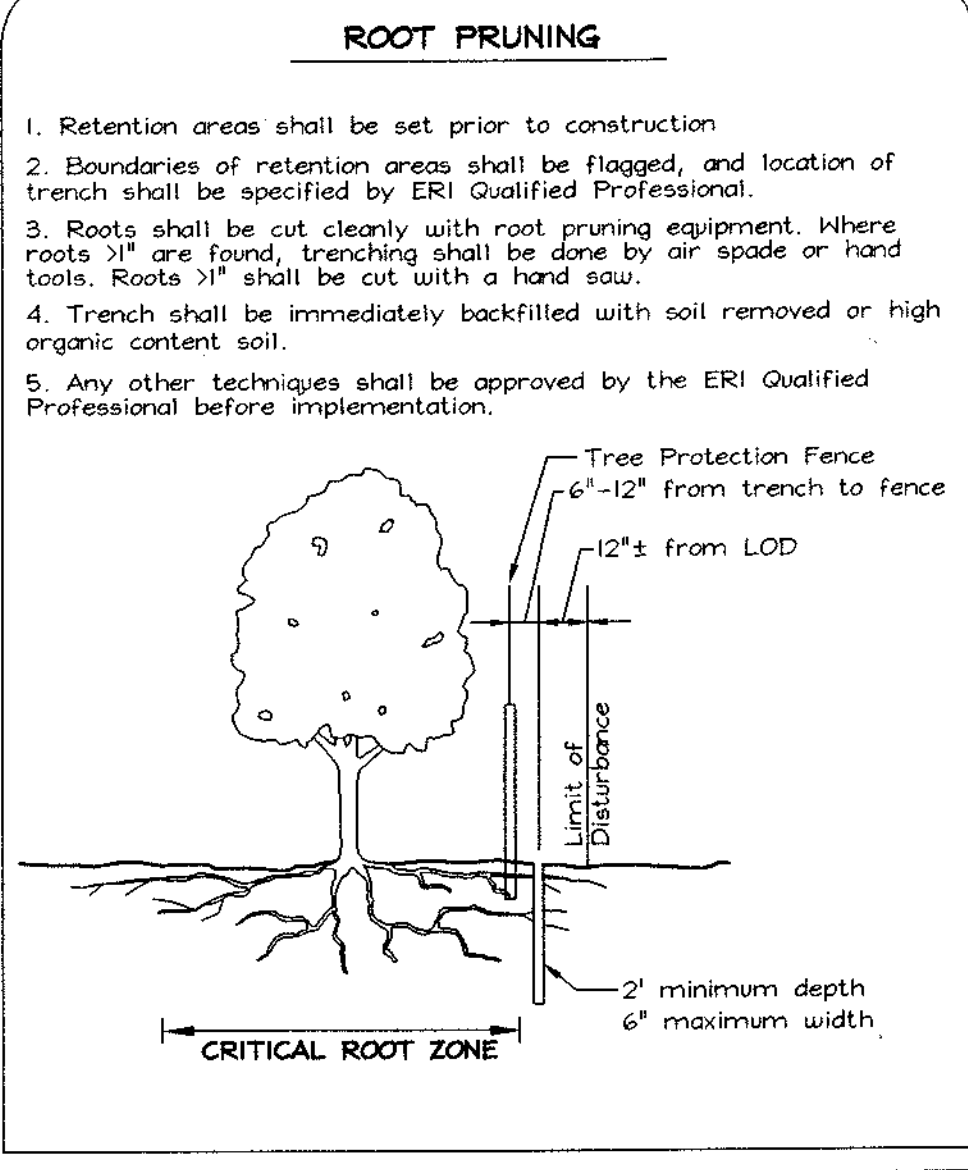 ROOT PRUNING
1. Retention areas shall be set prior to construction
2. Boundaries of retention areas shall be flagged, and location of
trench shall be specified by ERI Qualified Professional.
3. Roots shall be cut cleanly with root pruning equipment. Where
roots >1" are found, trenching shall be done by air spade or hand
tools. Roots >1" shall be cut with a hand saw.
4. Trench shall be immediately backfilled with soil removed or high
organic content soil.
5. Any other techniques shall be approved by the ERI Qualified
Professional before implementation.
Tree Protection Fence
6"-12" from trench to fence
12"± from LOD
Limit of
Disturbance
2' minimum depth
6" maximum width
CRITICAL ROOT ZONE